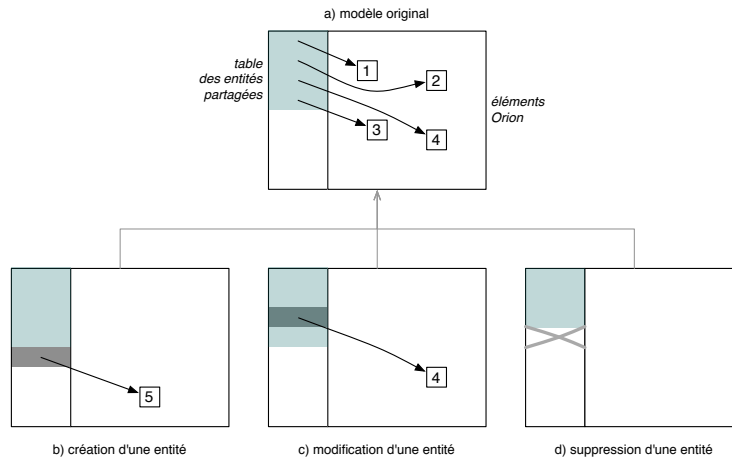 a) modèle original
table
des entités
partagées
1
2
3
4
éléments
Orion
5
4
b) création d'une entité
c) modification d'une entité
d) suppression d'une entité